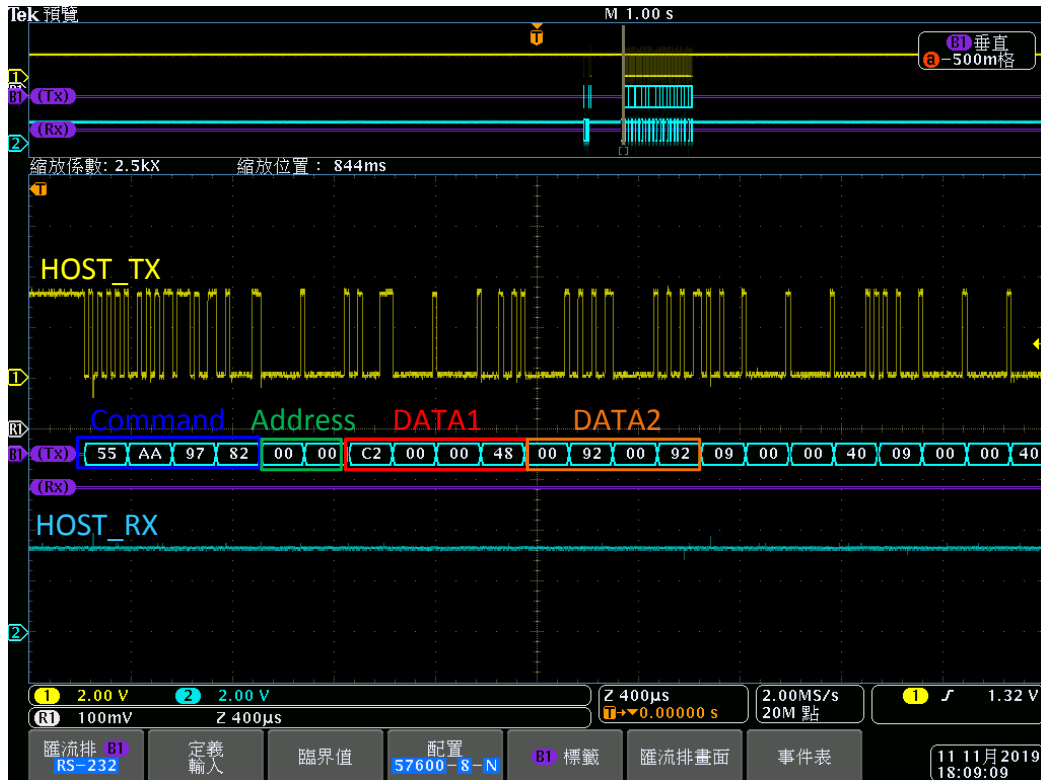 Tek 預覽 M 1.00 s
T
B1 垂直
a -500m格
1
B1 (Tx)
(Rx)
2
縮放係數: 2.5kX 縮放位置： 844ms
T
HOST_TX
1
Command Address DATA1 DATA2
R1
B1 (Tx) 55 AA 97 82 00 00 C2 00 00 48 00 92 00 92 09 00 00 40 09 00 00 40
(Rx)
HOST_RX
2
1 2.00 V 2 2.00 V Z 400µs 2.00MS/s 1 1.32 V
R1 100mV Z 400µs T→▼0.00000 s 20M 點
匯流排 B1 定義 臨界值 配置 B1 標籤 匯流排畫面 事件表
RS-232 輸入 57600-8-N
11 11月2019
18:09:09